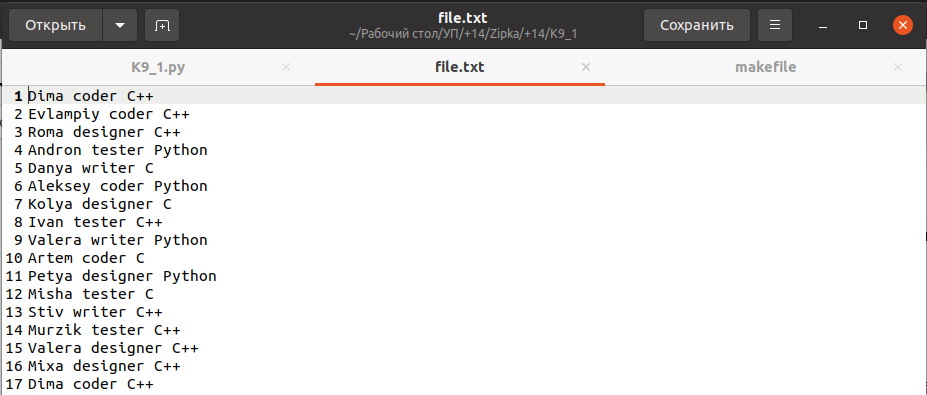 Открыть
file.txt
~/Рабочий стол/УП/+14/Zipka/+14/K9_1
Сохранить
K9_1.py
file.txt
makefile
1 Dima coder C++
2 Evlampiy coder C++
3 Roma designer C++
4 Andron tester Python
5 Danya writer C
6 Aleksey coder Python
7 Kolya designer C
8 Ivan tester C++
9 Valera writer Python
10 Artem coder C
11 Petya designer Python
12 Misha tester C
13 Stiv writer C++
14 Murzik tester C++
15 Valera designer C++
16 Mixa designer C++
17 Dima coder C++